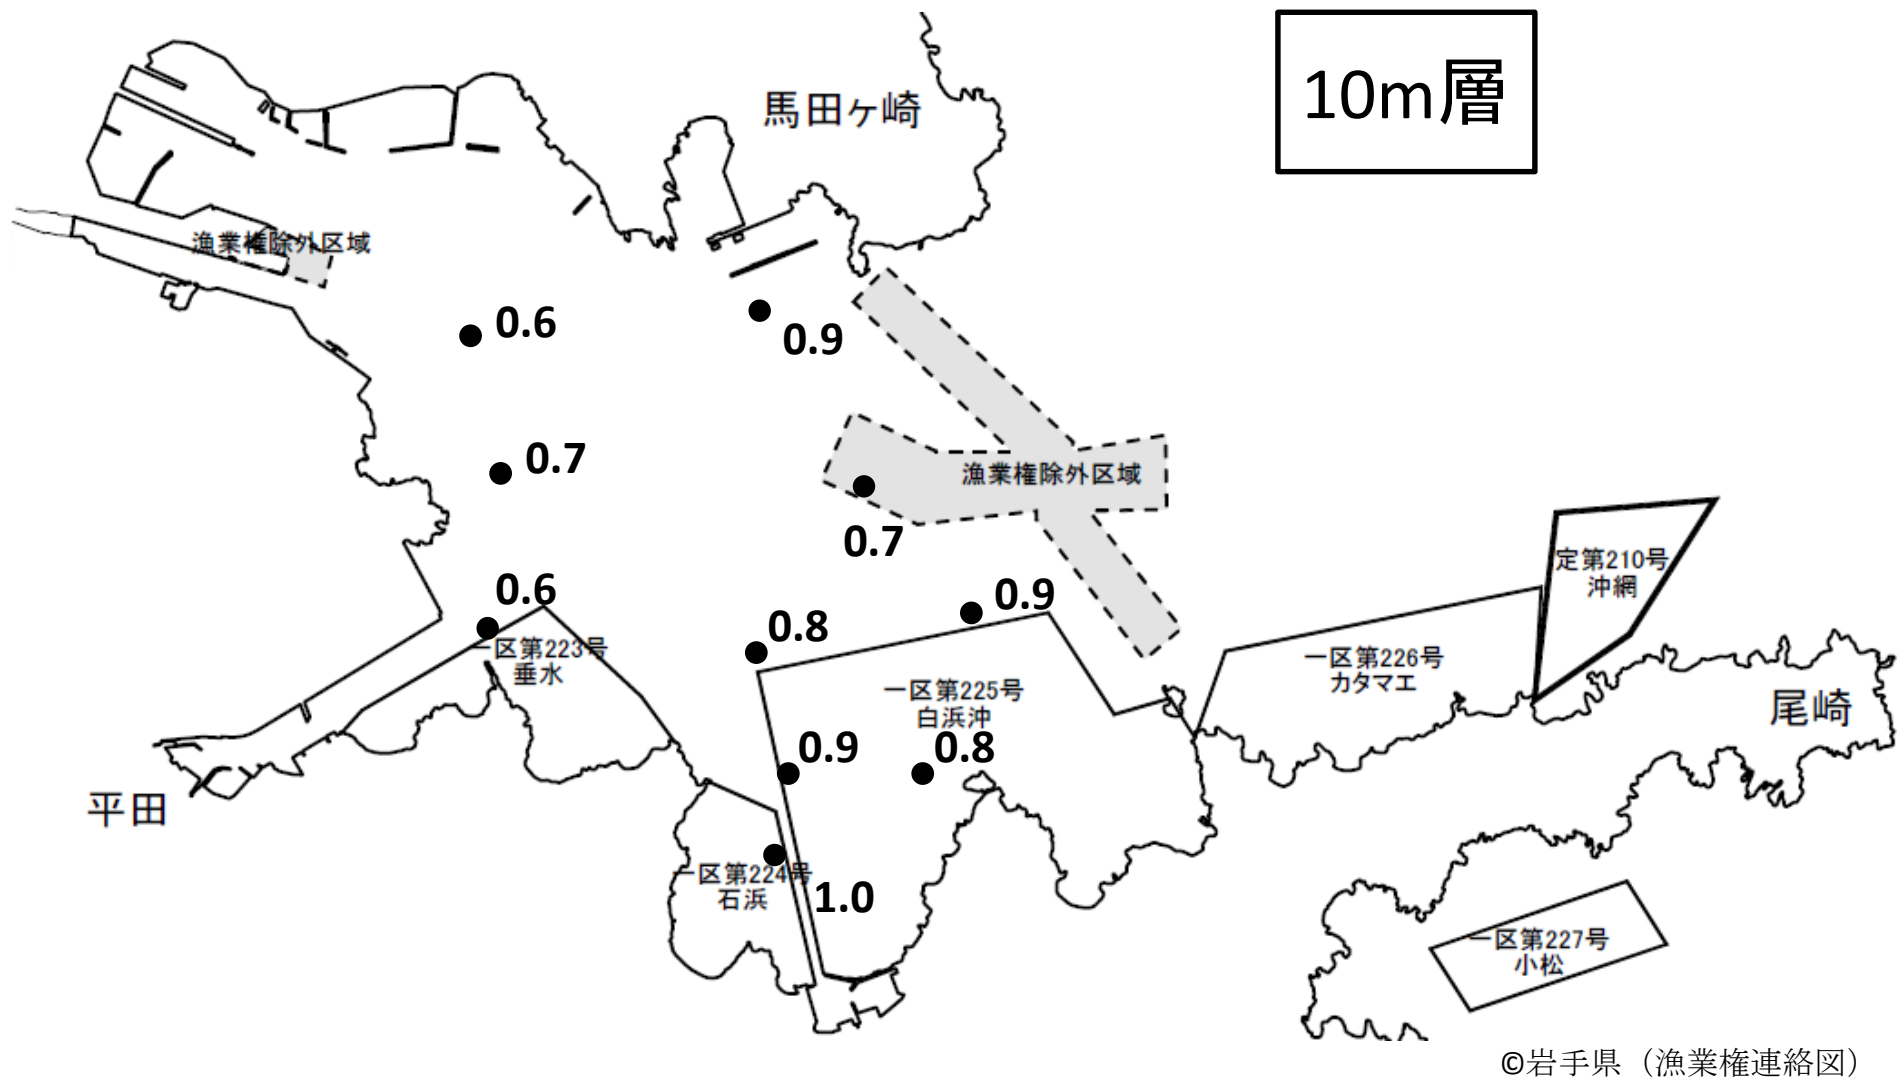 10m層
馬田ヶ崎
漁業権除外区域
0.6
0.9
0.7
漁業権除外区域
0.7
定第210号
沖網
0.6
0.9
0.8
一区第223号
垂水
一区第226号
カタマエ
一区第225号
白浜沖
尾崎
0.9
0.8
平田
一区第224号
石浜
1.0
一区第227号
小松
©岩手県（漁業権連絡図）